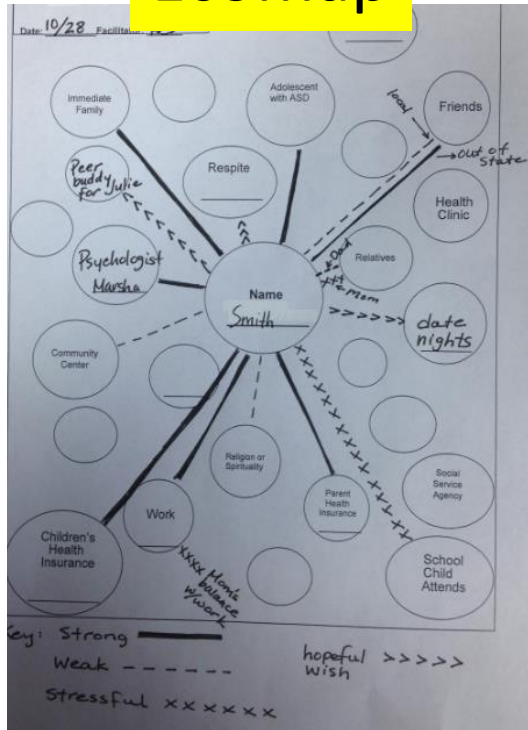 Ecomap
Date: 10/28 Facilitator:
Immediate
Family
Adolescent
with ASD
local
Friends
out of
State
Peer
buddy
for Julie
Respite
Health
Clinic
Psychologist
Marsha
Relatives
Dad
Mom
Name
Smith
date
nights
Community
Center
Religion or
Spirituality
Social
Service
Agency
Work
Parent
Health
Insurance
Children's
Health
Insurance
xxxx Mom's
balance
w/work
School
Child
Attends
Key: Strong
Weak - - - - - -
hopeful > > > > >
wish
Stressful x x x x x x